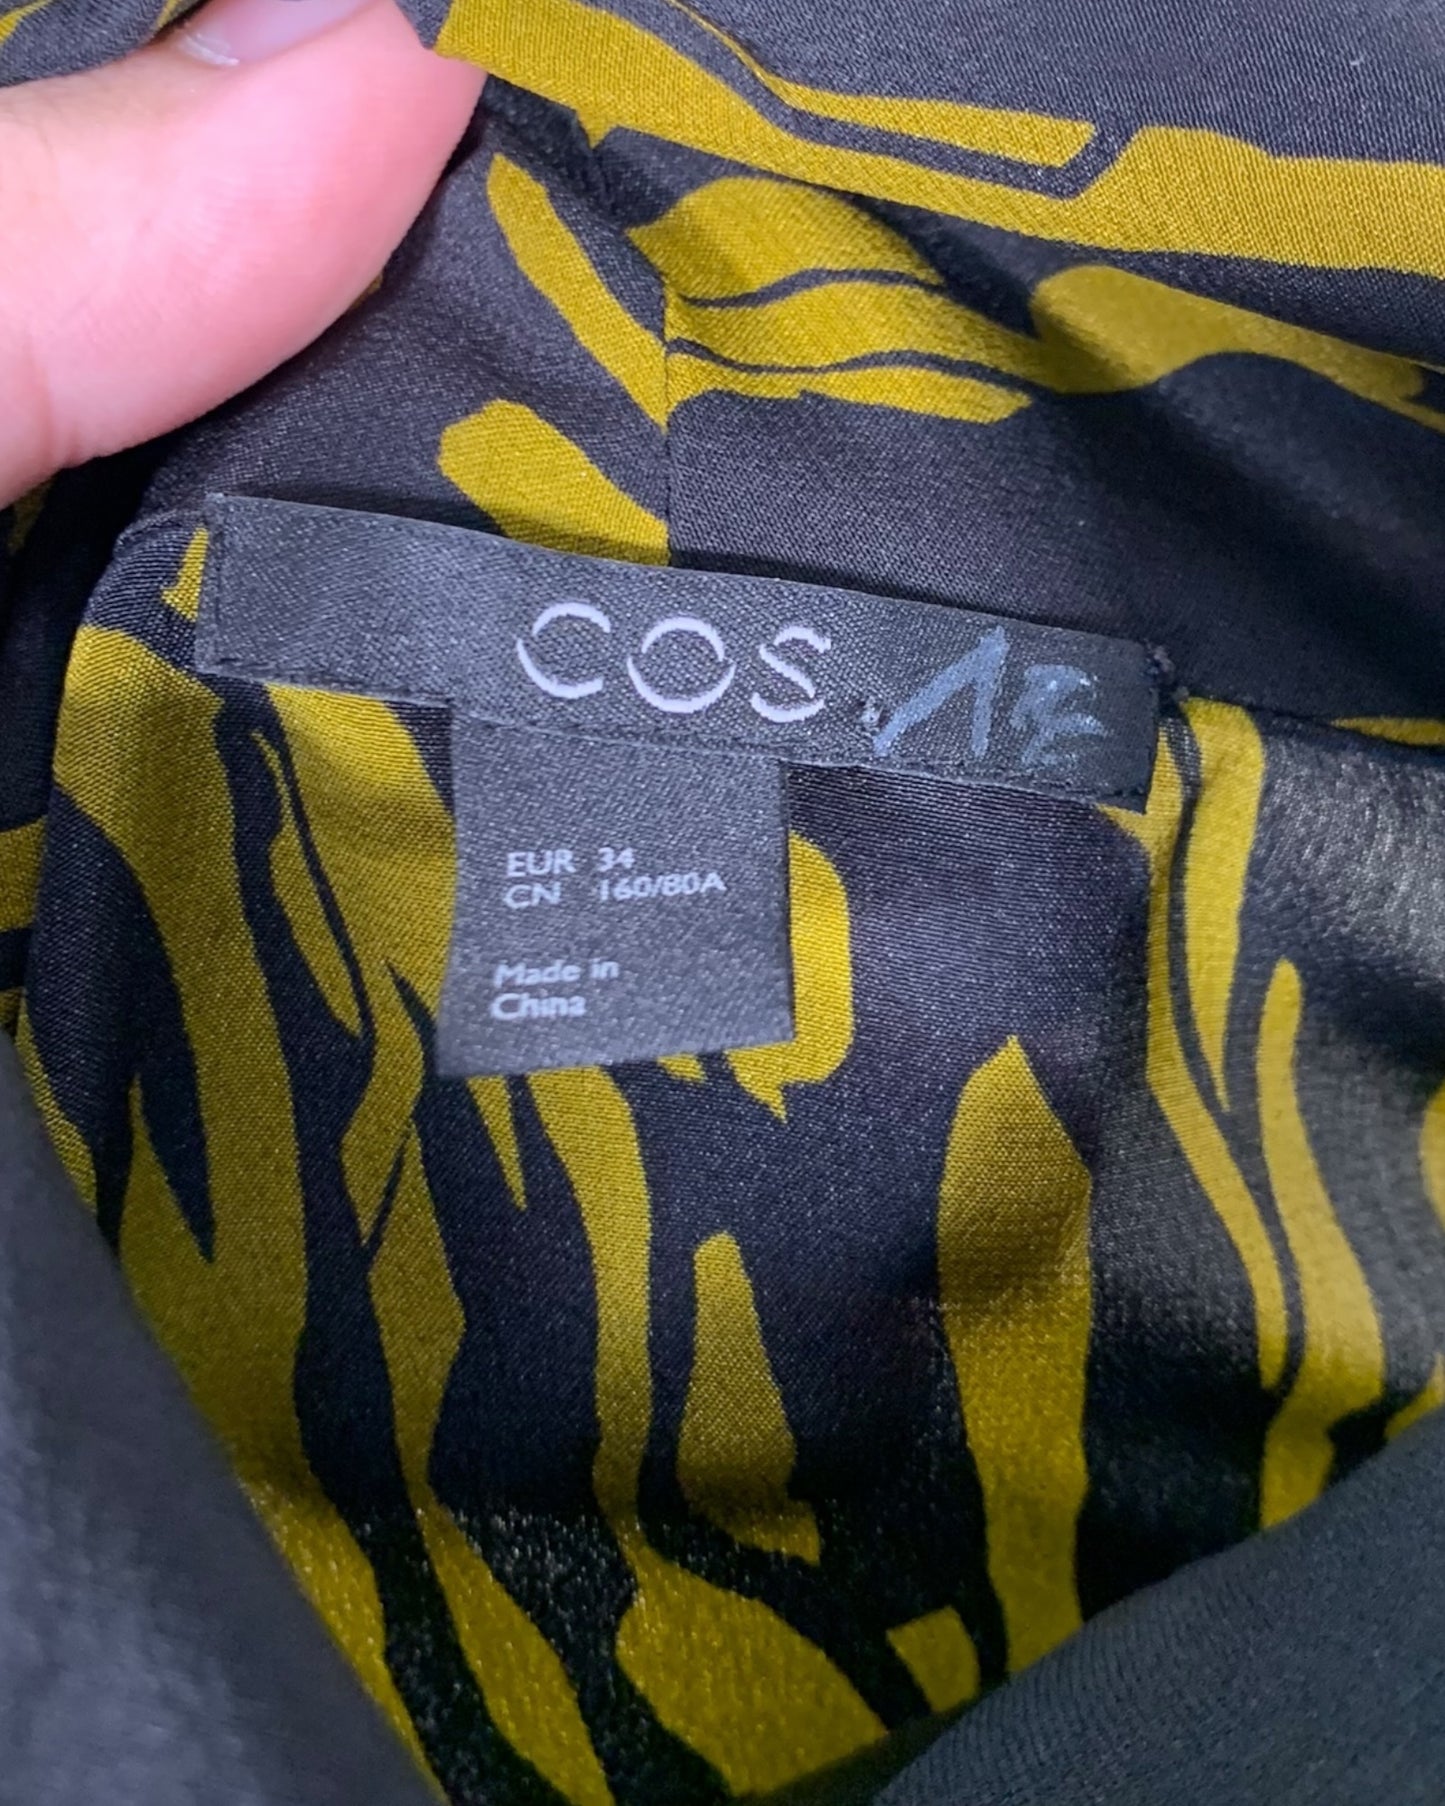 COS
EUR 34
CN 160/80A
Made in
China